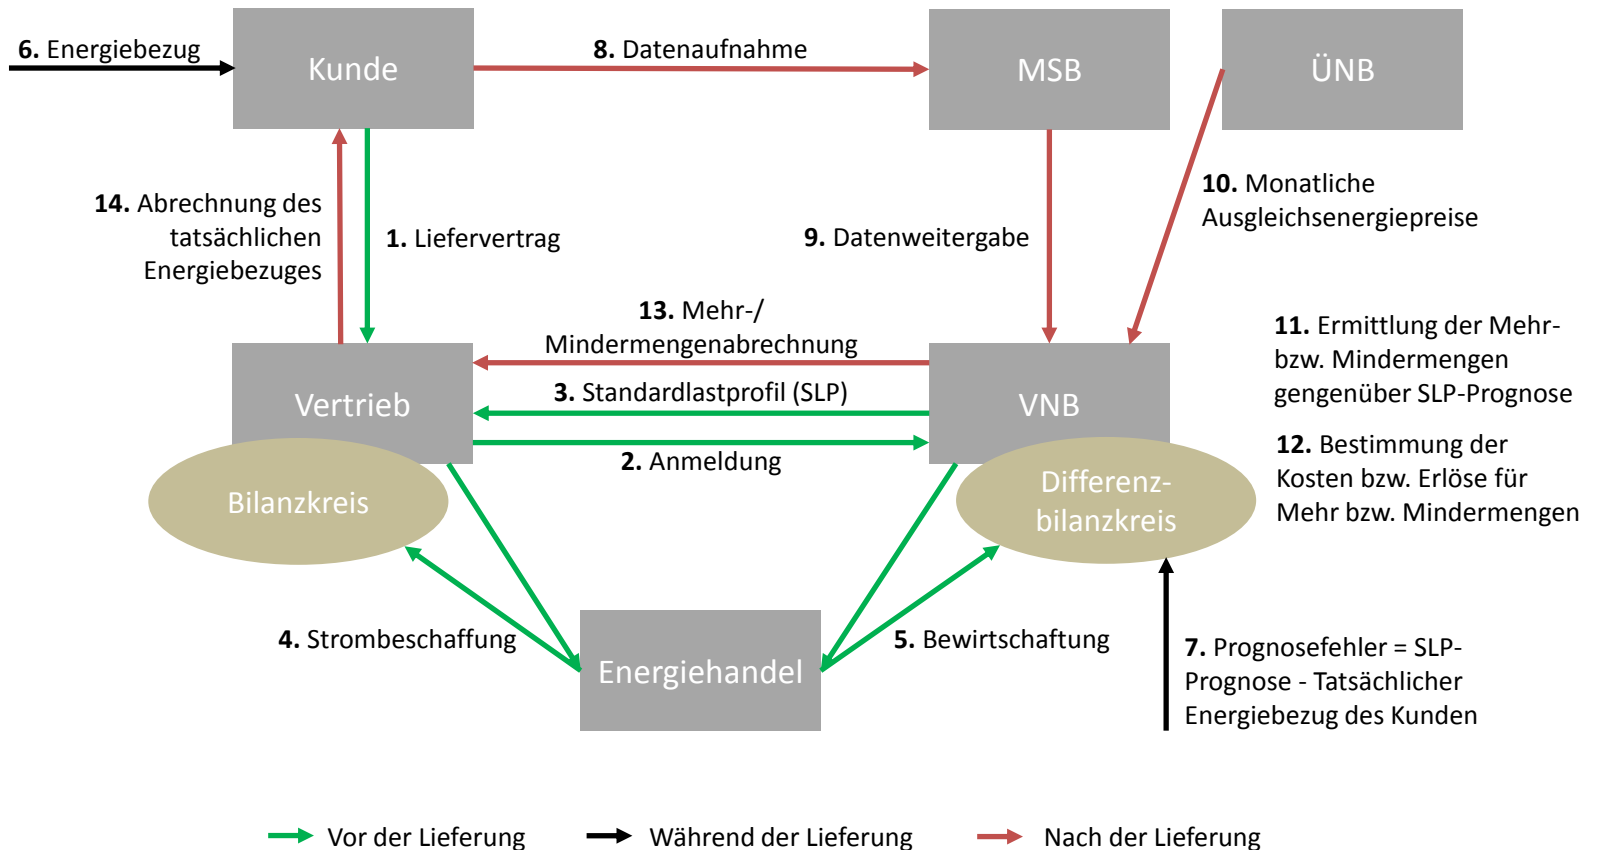 6. Energiebezug
Kunde
8. Datenaufnahme
MSB
ÜNB
14. Abrechnung des
tatsächlichen
Energiebezuges
1. Liefervertrag
9. Datenweitergabe
10. Monatliche
Ausgleichsenergiepreise
13. Mehr-/
Mindermengenabrechnung
3. Standardlastprofil (SLP)
2. Anmeldung
Vertrieb
VNB
11. Ermittlung der Mehr-
bzw. Mindermengen
gengenüber SLP-Prognose
12. Bestimmung der
Kosten bzw. Erlöse für
Mehr bzw. Mindermengen
Bilanzkreis
Differenz-
bilanzkreis
4. Strombeschaffung
Energiehandel
5. Bewirtschaftung
7. Prognosefehler = SLP-
Prognose - Tatsächlicher
Energiebezug des Kunden
Vor der Lieferung
Während der Lieferung
Nach der Lieferung